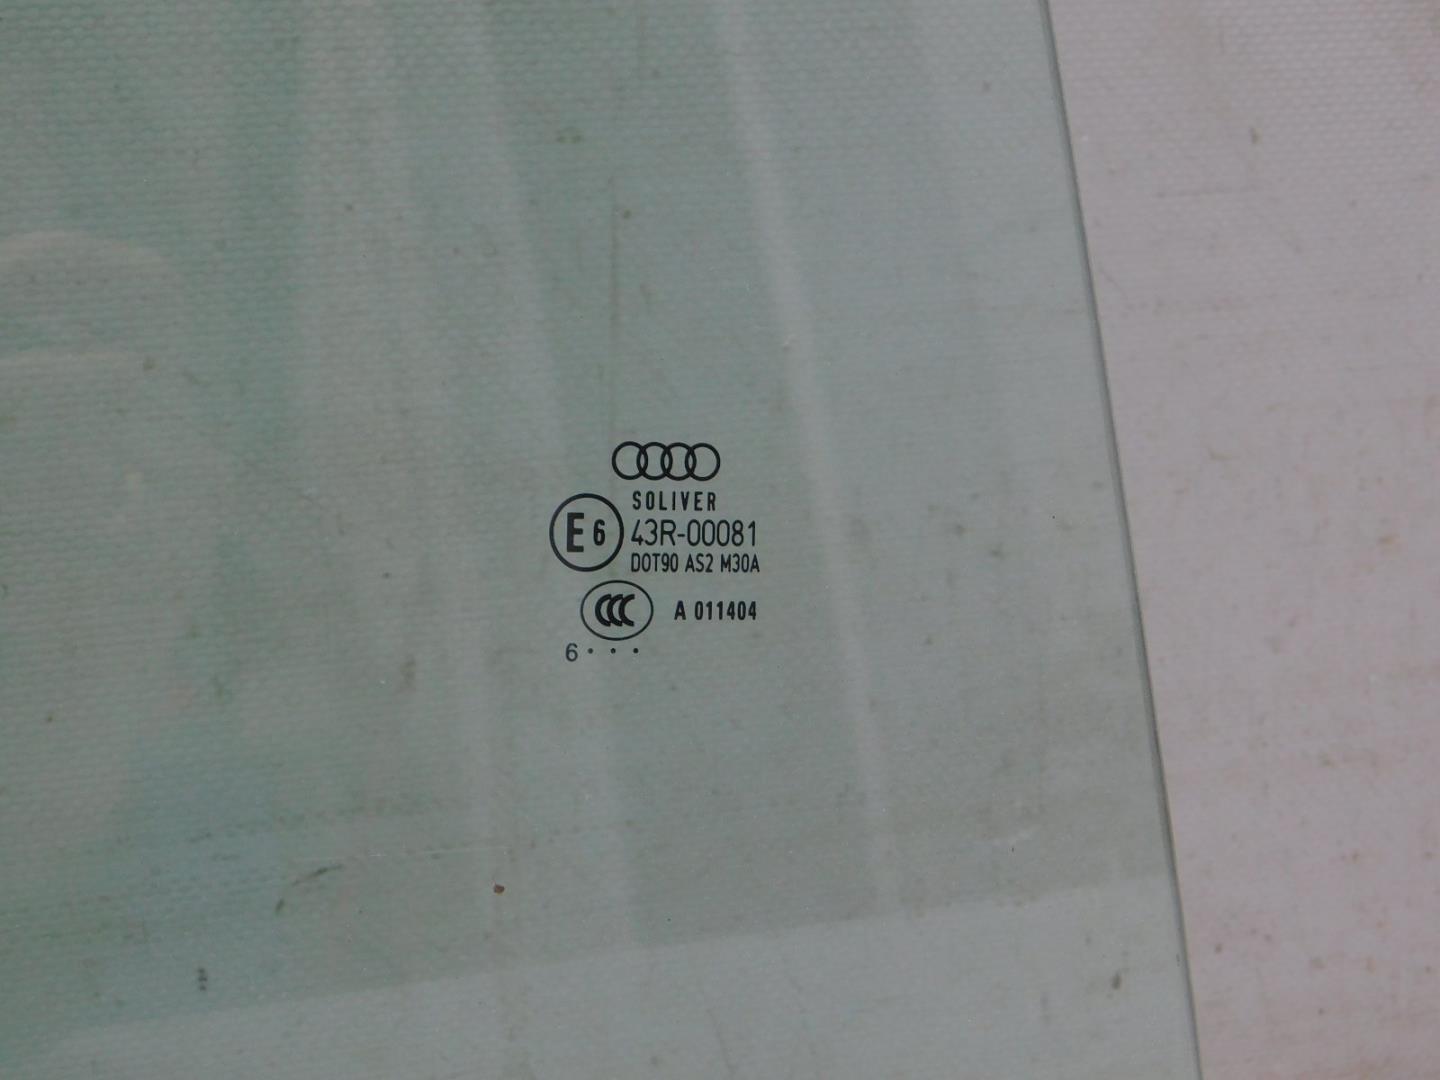 SOLIVER
E6 43R-00081
DOT90 AS2 M30A
CCC A 011404
6 · · ·